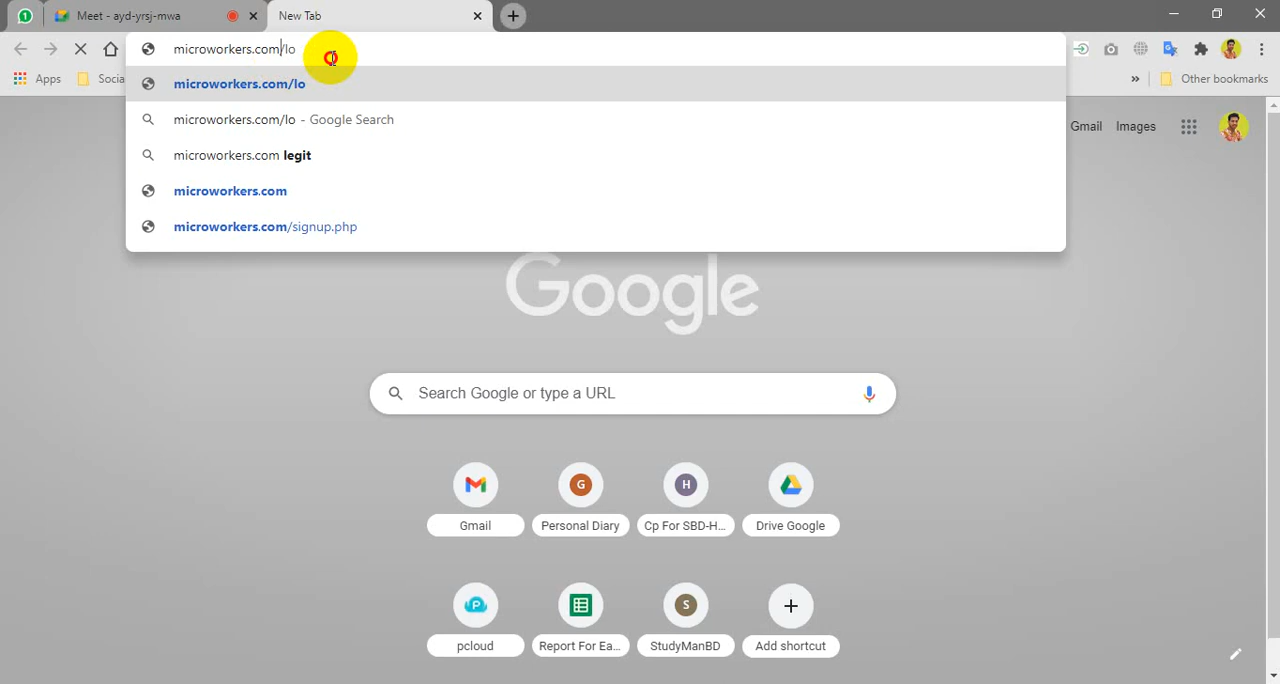 1
Meet - ayd-yrsj-mwa
New Tab
microworkers.com/lo
Apps
Socia
»
Other bookmarks
microworkers.com/lo
microworkers.com/lo - Google Search
microworkers.com legit
microworkers.com
microworkers.com/signup.php
Gmail
Images
Google
Search Google or type a URL
G
H
Gmail
Personal Diary
Cp For SBD-H...
Drive Google
P
S
pcloud
Report For Ea...
StudyManBD
Add shortcut